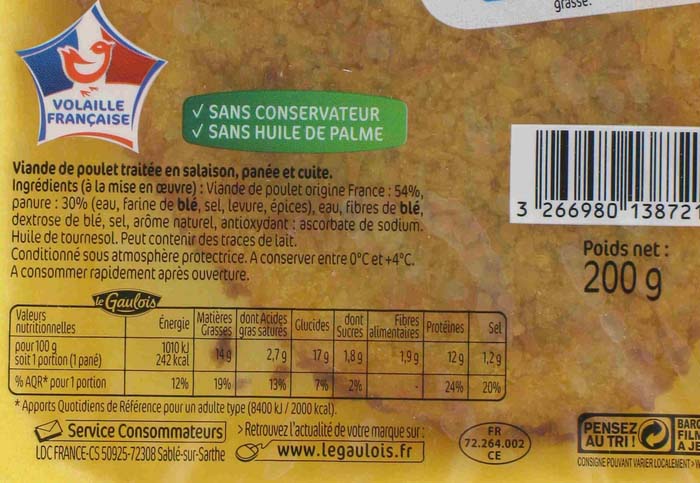 grasse.
VOLAILLE
FRANÇAISE
✓ SANS CONSERVATEUR
✓ SANS HUILE DE PALME
Viande de poulet traitée en salaison, panée et cuite.
Ingrédients (à la mise en œuvre) : Viande de poulet origine France : 54%,
panure : 30% (eau, farine de blé, sel, levure, épices), eau, fibres de blé,
dextrose de blé, sel, arôme naturel, antioxydant : ascorbate de sodium.
Huile de tournesol. Peut contenir des traces de lait.
Conditionné sous atmosphère protectrice. A conserver entre 0°C et +4°C.
A consommer rapidement après ouverture.
3 266980 138721
Poids net :
200 g
le Gaulois
Valeurs nutritionnelles Énergie Matières Grasses dont Acides gras saturés Glucides dont Sucres Fibres alimentaires Protéines Sel
pour 100 g soit 1 portion (1 pané) 1010 kJ 242 kcal 14 g 2,7 g 17 g 1,8 g 1,9 g 12 g 1,2 g
% AQR* pour 1 portion 12% 19% 13% 7% 2% - 24% 20%
* Apports Quotidiens de Référence pour un adulte type (8400 kJ / 2000 kcal).
Service Consommateurs
LDC FRANCE-CS 50925-72308 Sablé-sur-Sarthe
> Retrouvez l'actualité de votre marque sur :
www.legaulois.fr
FR
72.264.002
CE
PENSEZ
AU TRI !
BARQ
FILM
A JE
CONSIGNE POUVANT VARIER LOCALEMENT >